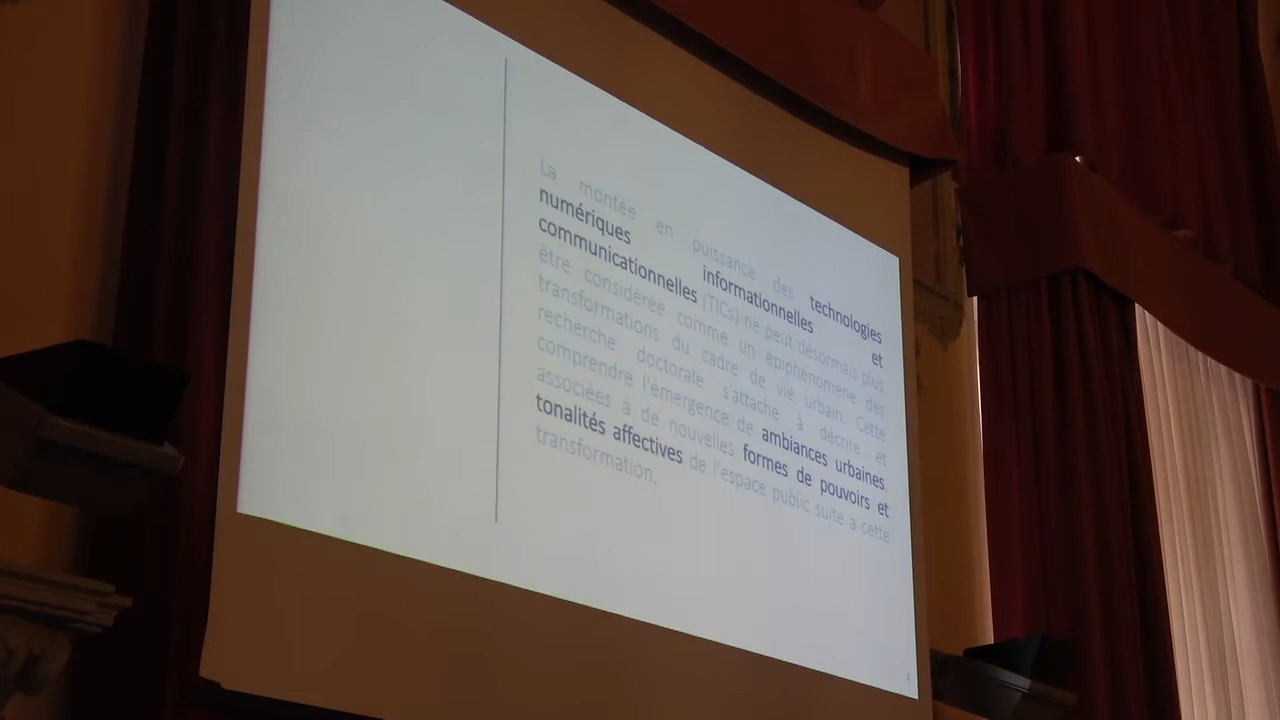 La montée en puissance des technologies
numériques informationnelles et
communicationnelles (TICs) ne peut désormais plus
être considérée comme un épiphénomène des
transformations du cadre de vie urbain. Cette
recherche doctorale s'attache à décrire et
comprendre l'émergence de ambiances urbaines,
associées à de nouvelles formes de pouvoirs et
tonalités affectives de l'espace public suite à cette
transformation.